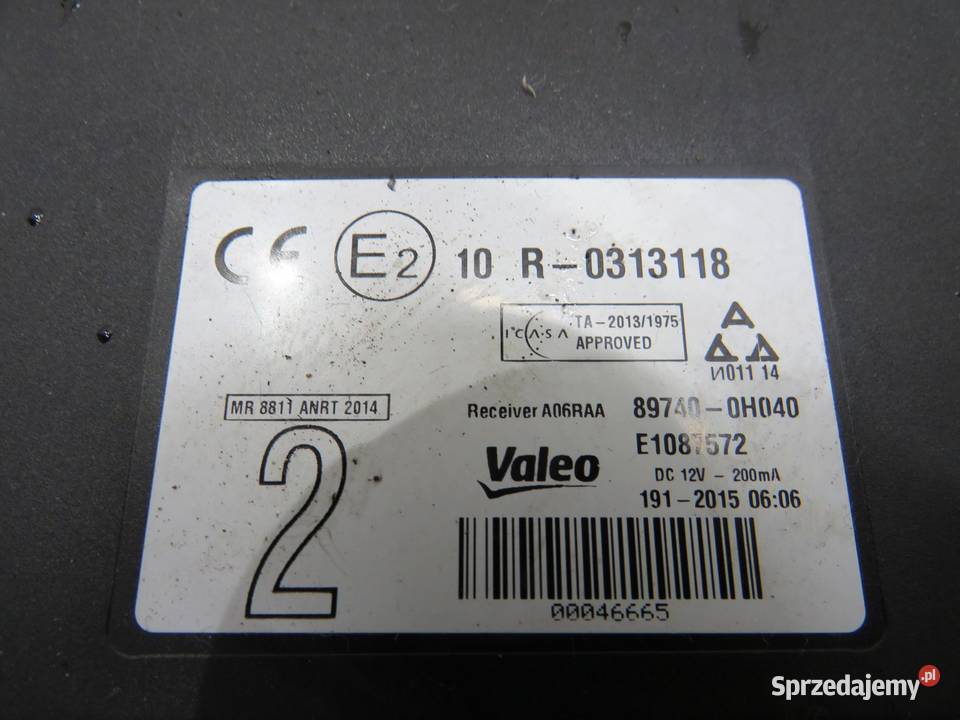 CE E2 10 R-0313118
ICASA TA-2013/1975
APPROVED
И011 14
MR 8811 ANRT 2014
Receiver A06RAA 89740-0H040
E1087572
Valeo
DC 12V - 200mA
191-2015 06:06
2
00046665
Sprzedajemy.pl